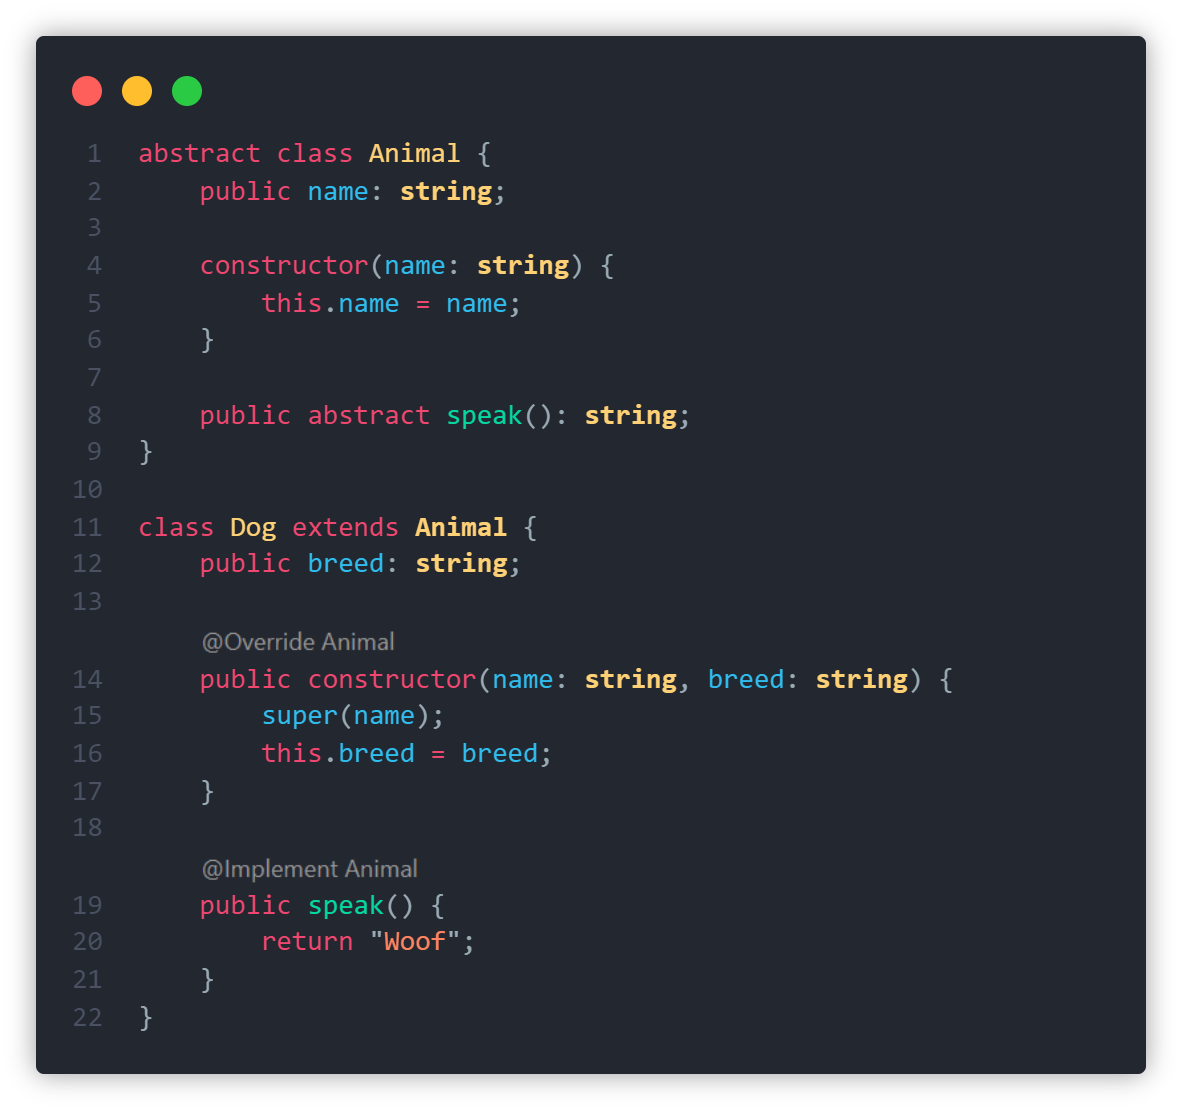 1 abstract class Animal {
2 public name: string;
3
4 constructor(name: string) {
5 this.name = name;
6 }
7
8 public abstract speak(): string;
9 }
10
11 class Dog extends Animal {
12 public breed: string;
13
@Override Animal
14 public constructor(name: string, breed: string) {
15 super(name);
16 this.breed = breed;
17 }
18
@Implement Animal
19 public speak() {
20 return "Woof";
21 }
22 }